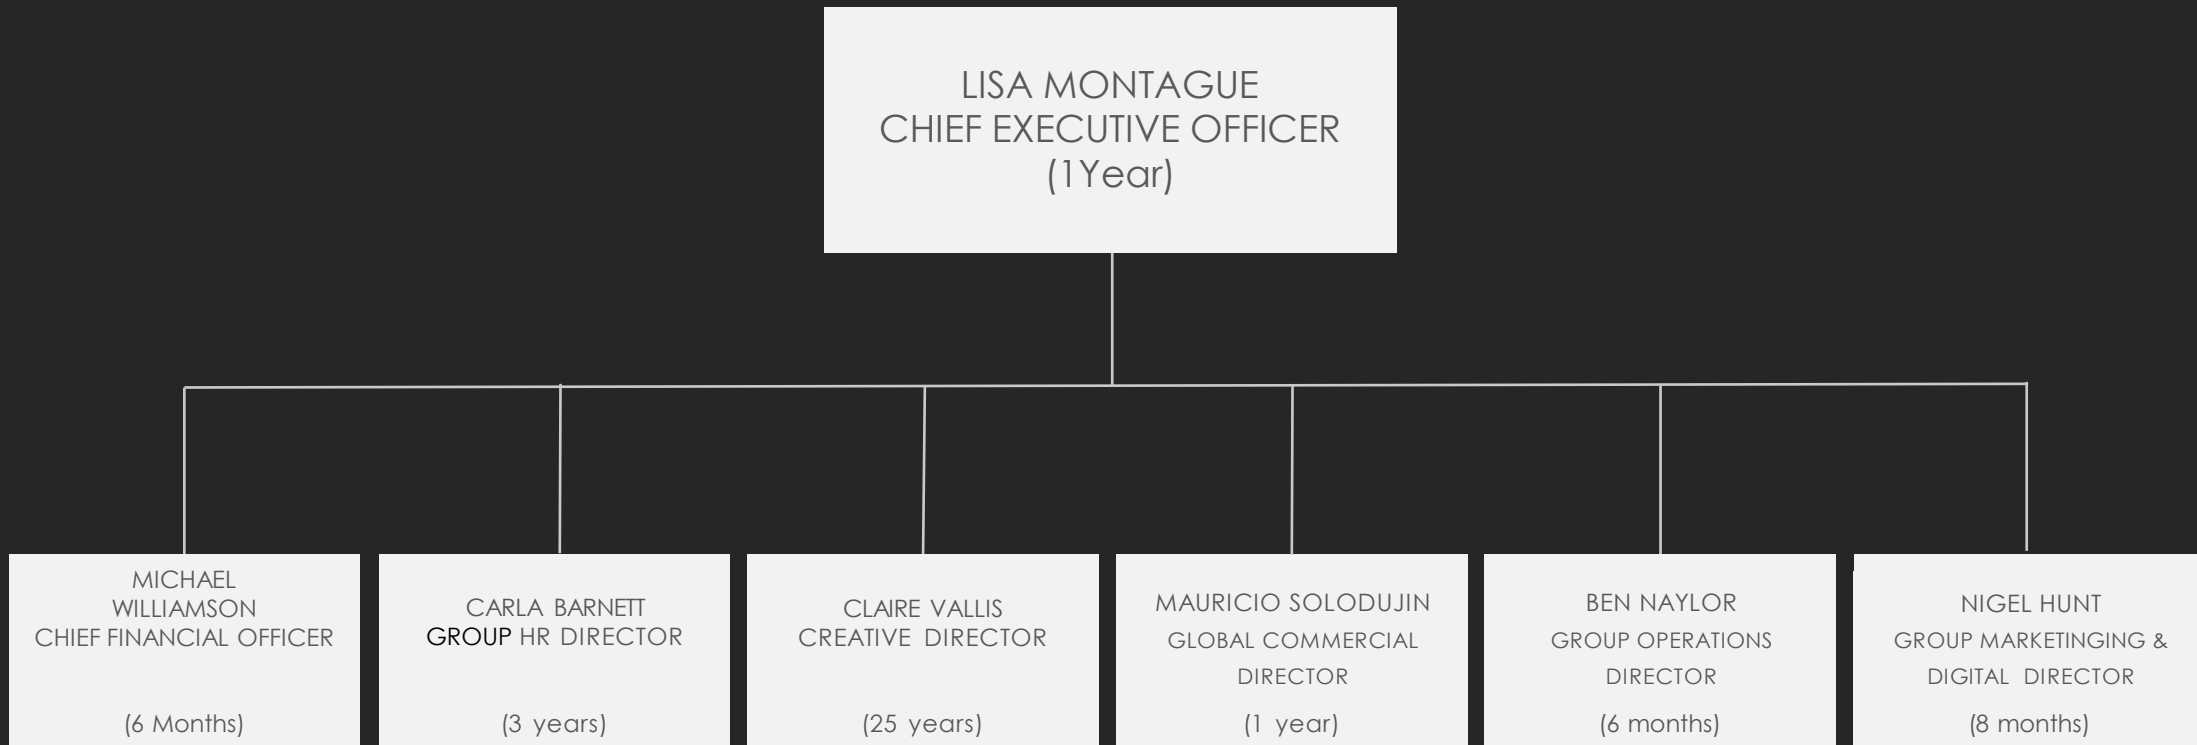 LISA MONTAGUE
CHIEF EXECUTIVE OFFICER
(1Year)
MICHAEL
WILLIAMSON
CHIEF FINANCIAL OFFICER
(6 Months)
CARLA BARNETT
GROUP HR DIRECTOR
(3 years)
CLAIRE VALLIS
CREATIVE DIRECTOR
(25 years)
MAURICIO SOLODUJIN
GLOBAL COMMERCIAL
DIRECTOR
(1 year)
BEN NAYLOR
GROUP OPERATIONS
DIRECTOR
(6 months)
NIGEL HUNT
GROUP MARKETINGING &
DIGITAL DIRECTOR
(8 months)